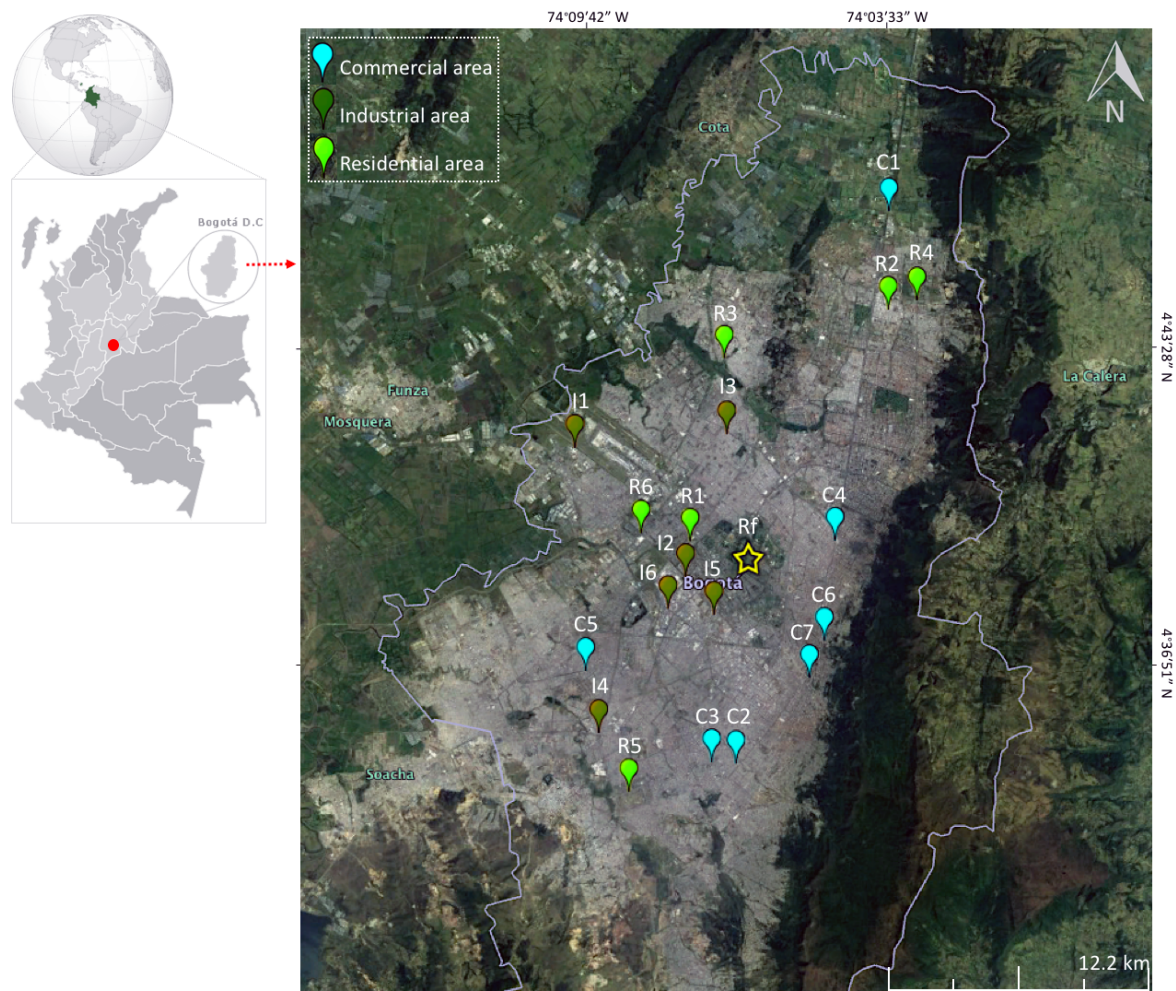 74°09'42” W
74°03'33” W
Commercial area
Industrial area
Residential area
N
Cota
C1
Bogotá D.C
R2
R4
R3
4°43'28” N
La Calera
Funza
Mosquera
I1
I3
R6
R1
C4
Rf
I2
I6
I5
Bogotá
C6
C5
C7
4°36'51” N
I4
C3
C2
R5
Soacha
12.2 km